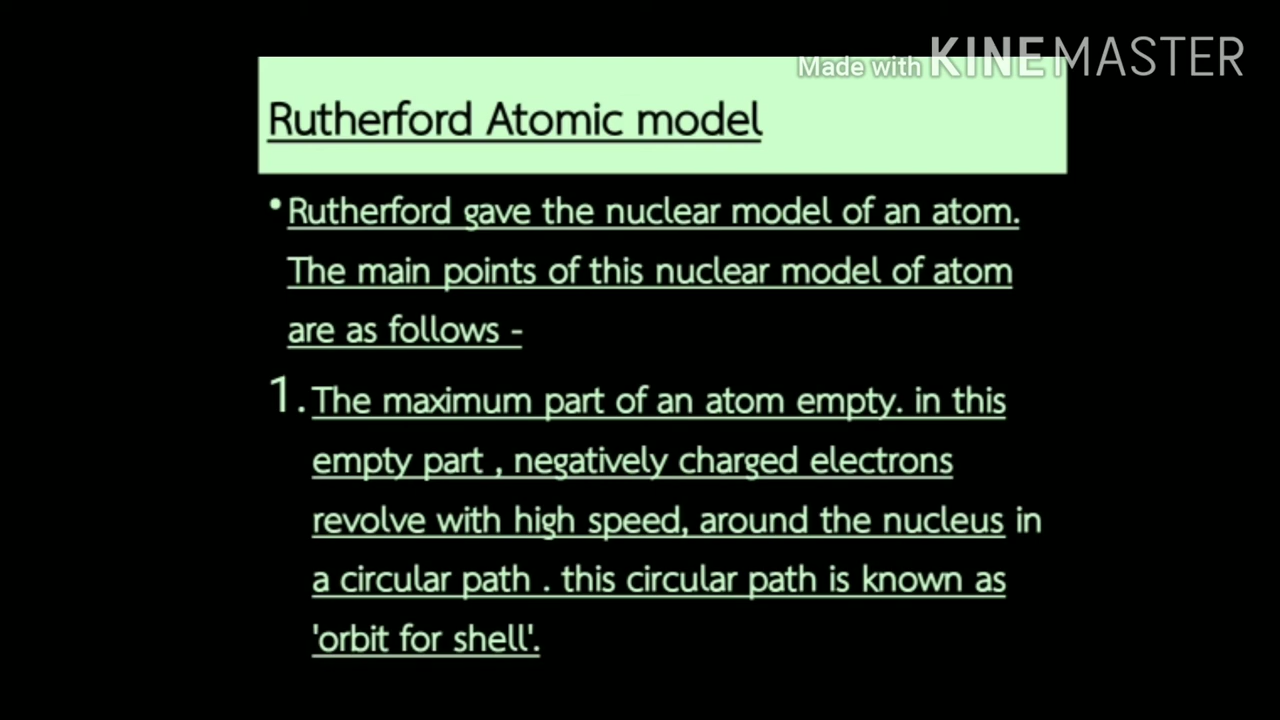 Made with KINEMASTER
Rutherford Atomic model
• Rutherford gave the nuclear model of an atom.
The main points of this nuclear model of atom
are as follows -
1. The maximum part of an atom empty. in this
empty part , negatively charged electrons
revolve with high speed, around the nucleus in
a circular path . this circular path is known as
'orbit for shell'.